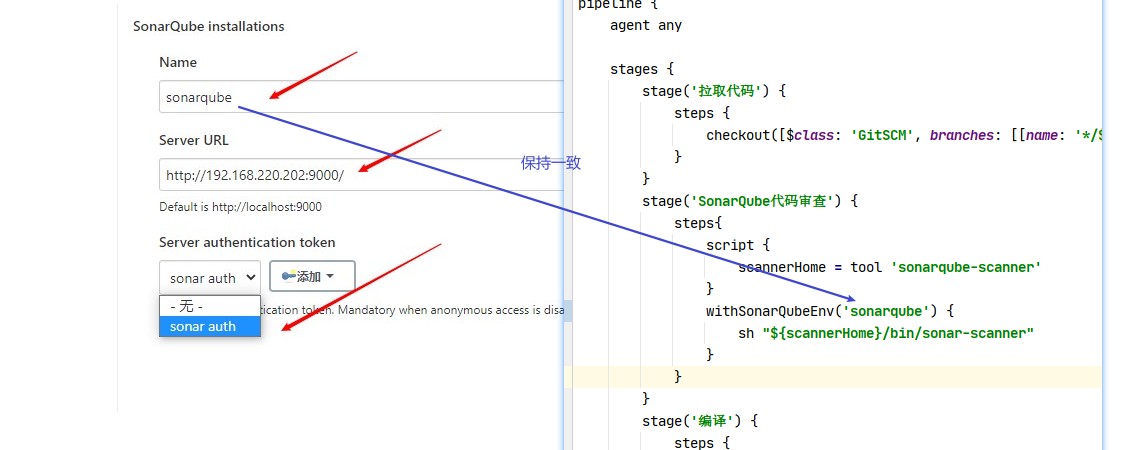 SonarQube installations
Name
sonarqube
Server URL
http://192.168.220.202:9000/
Default is http://localhost:9000
Server authentication token
sonar auth
添加
- 无 -
sonar auth
ication token. Mandatory when anonymous access is disa
保持一致
pipeline {
agent any
stages {
stage('拉取代码') {
steps {
checkout([$class: 'GitSCM', branches: [[name: '*/
}
}
stage('SonarQube代码审查') {
steps{
script {
scannerHome = tool 'sonarqube-scanner'
}
withSonarQubeEnv('sonarqube') {
sh "${scannerHome}/bin/sonar-scanner"
}
}
}
stage('编译') {
steps {